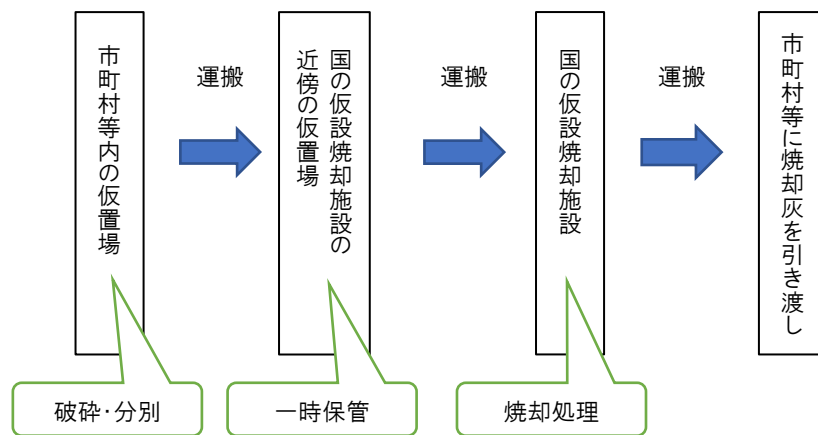 市町村等内の仮置場
運搬
国の仮設焼却施設の
近傍の仮置場
運搬
国の仮設焼却施設
運搬
市町村等に焼却灰を引き渡し
破砕・分別
一時保管
焼却処理